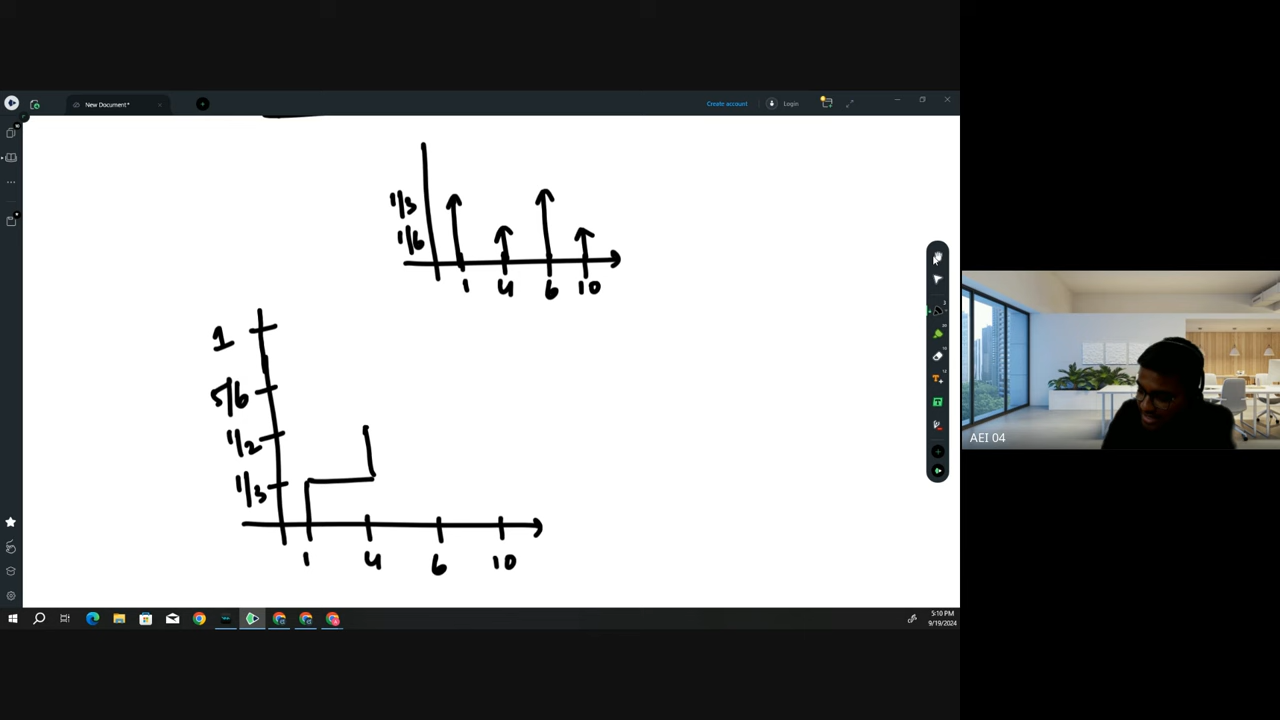 New Document*
Create account
Login
1/3
1/6
1 4 6 10
1
5/6
1/2
1/3
1 4 6 10
AEI 04
5:10 PM
9/19/2024